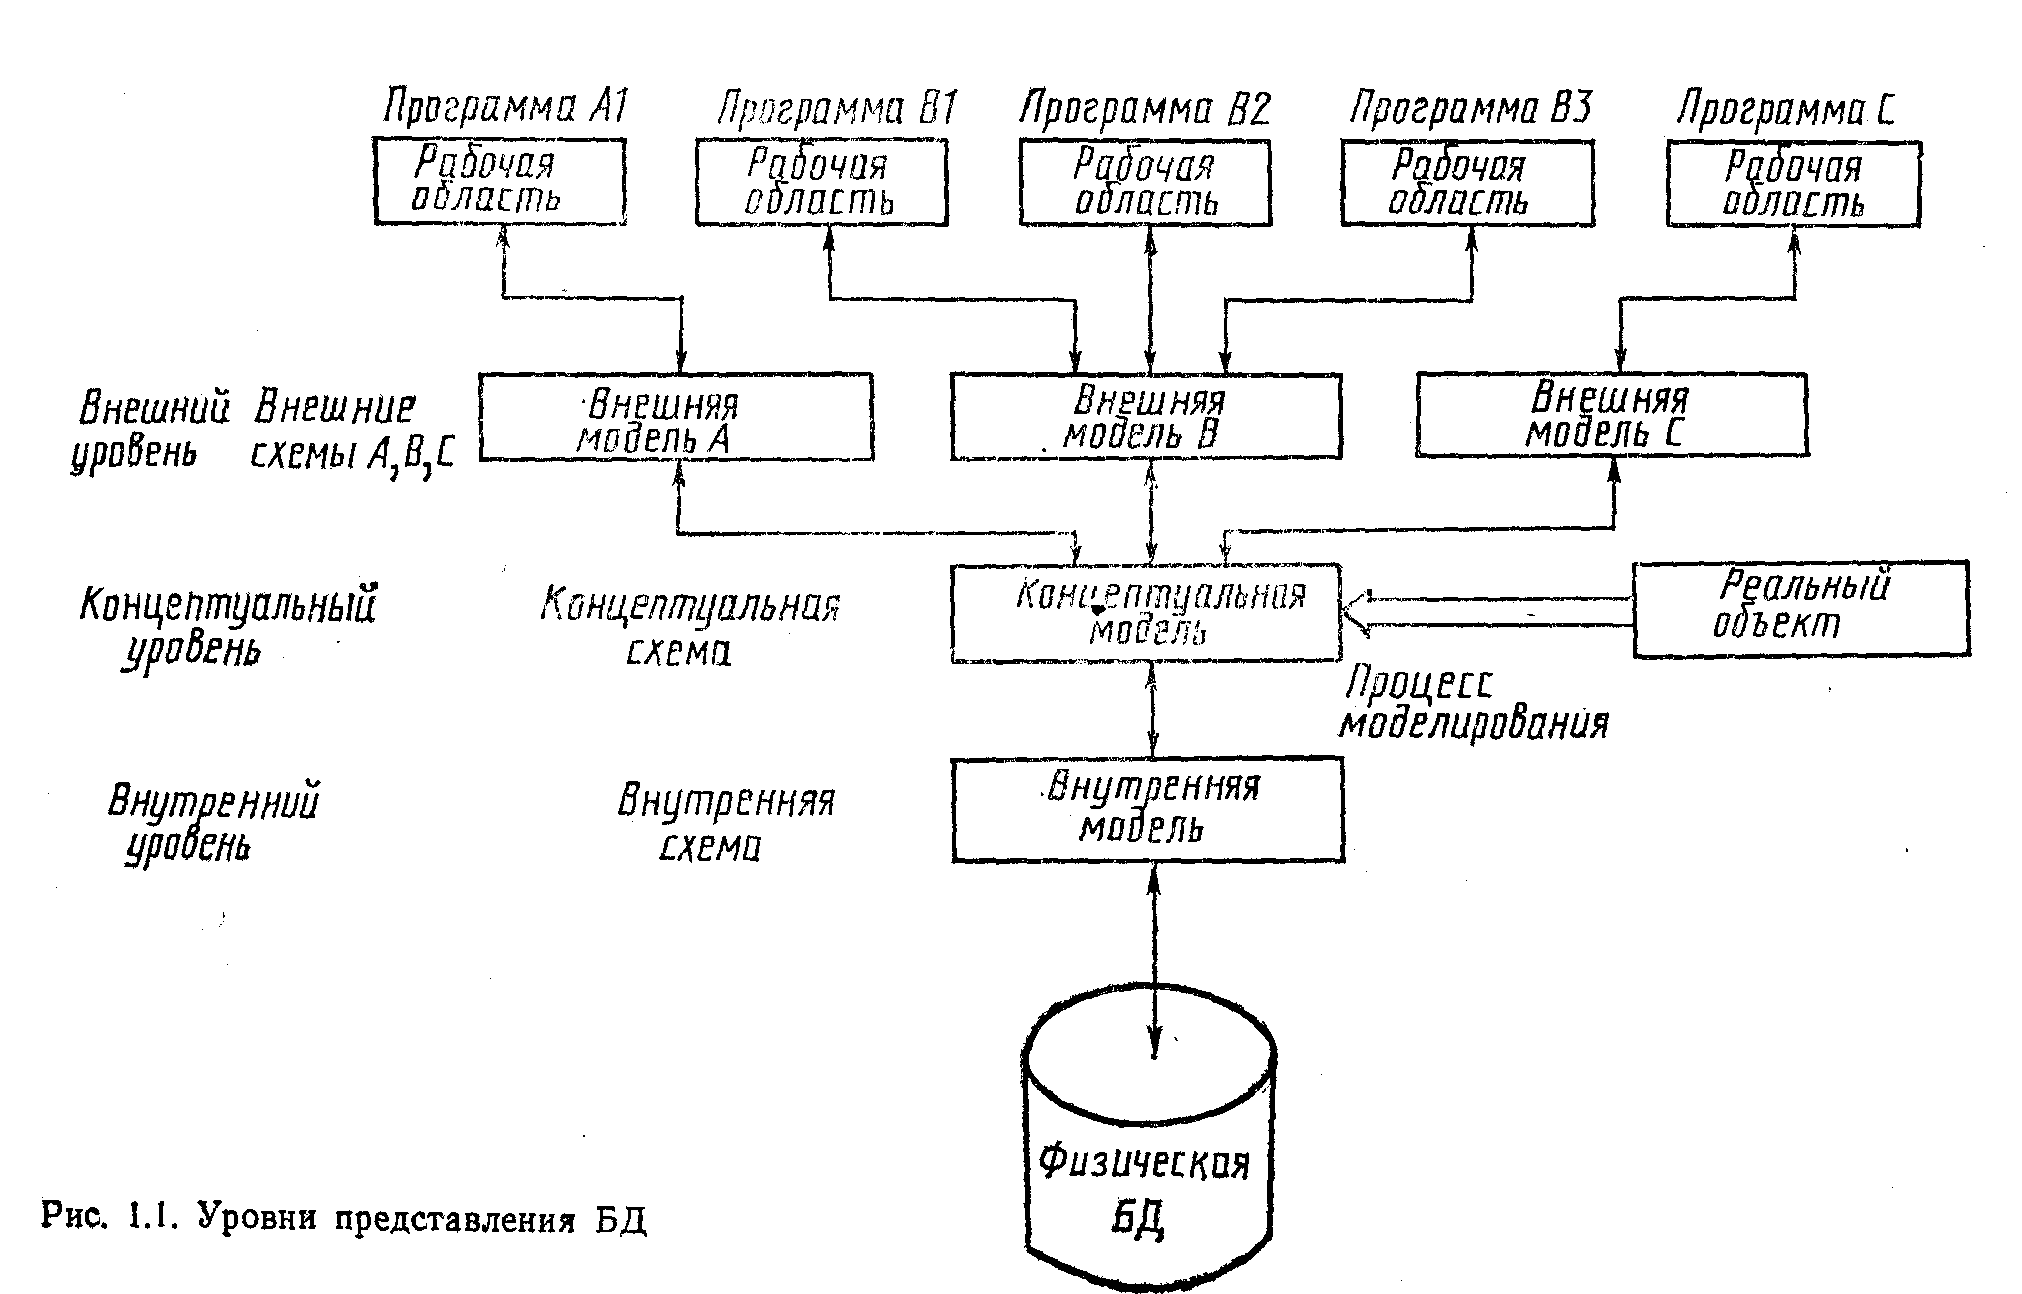 Программа А1
Программа В1
Программа В2
Программа В3
Программа С
Рабочая
область
Рабочая
область
Рабочая
область
Рабочая
область
Рабочая
область
Внешний
уровень
Внешние
схемы А,В,С
Внешняя
модель А
Внешняя
модель В
Внешняя
модель С
Концептуальный
уровень
Концептуальная
схема
Концептуальная
модель
Реальный
объект
Процесс
моделирования
Внутренний
уровень
Внутренняя
схема
Внутренняя
модель
Физическая
БД
Рис. 1.1. Уровни представления БД